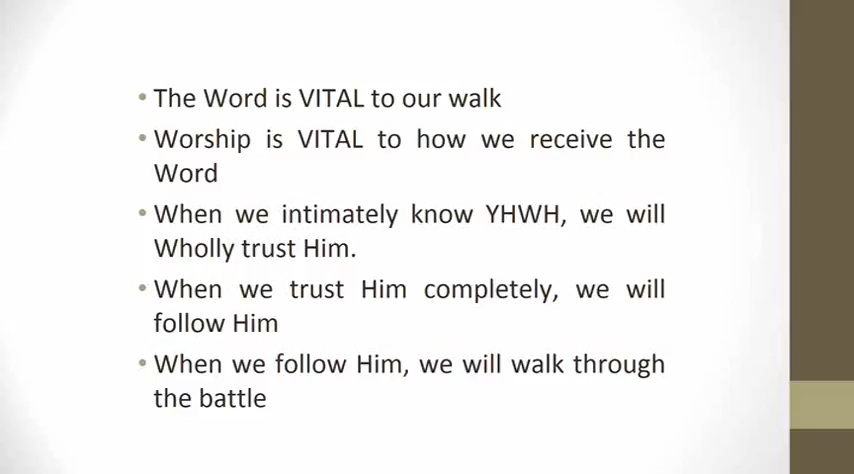 • The Word is VITAL to our walk
• Worship is VITAL to how we receive the
Word
• When we intimately know YHWH, we will
Wholly trust Him.
• When we trust Him completely, we will
follow Him
• When we follow Him, we will walk through
the battle